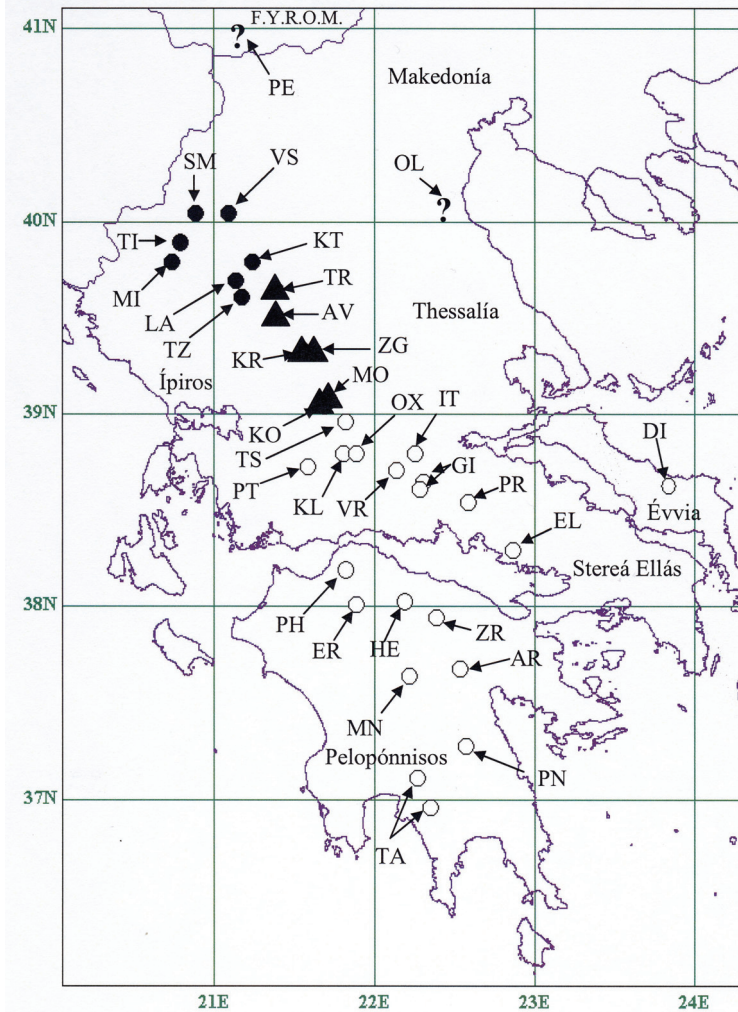 F.Y.R.O.M.
41N
?
PE
Makedonía
SM
VS
OL
?
40N
TI
KT
MI
TR
LA
AV
Thessalía
TZ
ZG
KR
MO
Ípiros
39N
OX
IT
KO
DI
TS
GI
PT
KL
VR
PR
Évvia
EL
Stereá Ellás
38N
PH
ER
HE
ZR
AR
MN
Pelopónnisos
PN
37N
TA
21E
22E
23E
24E